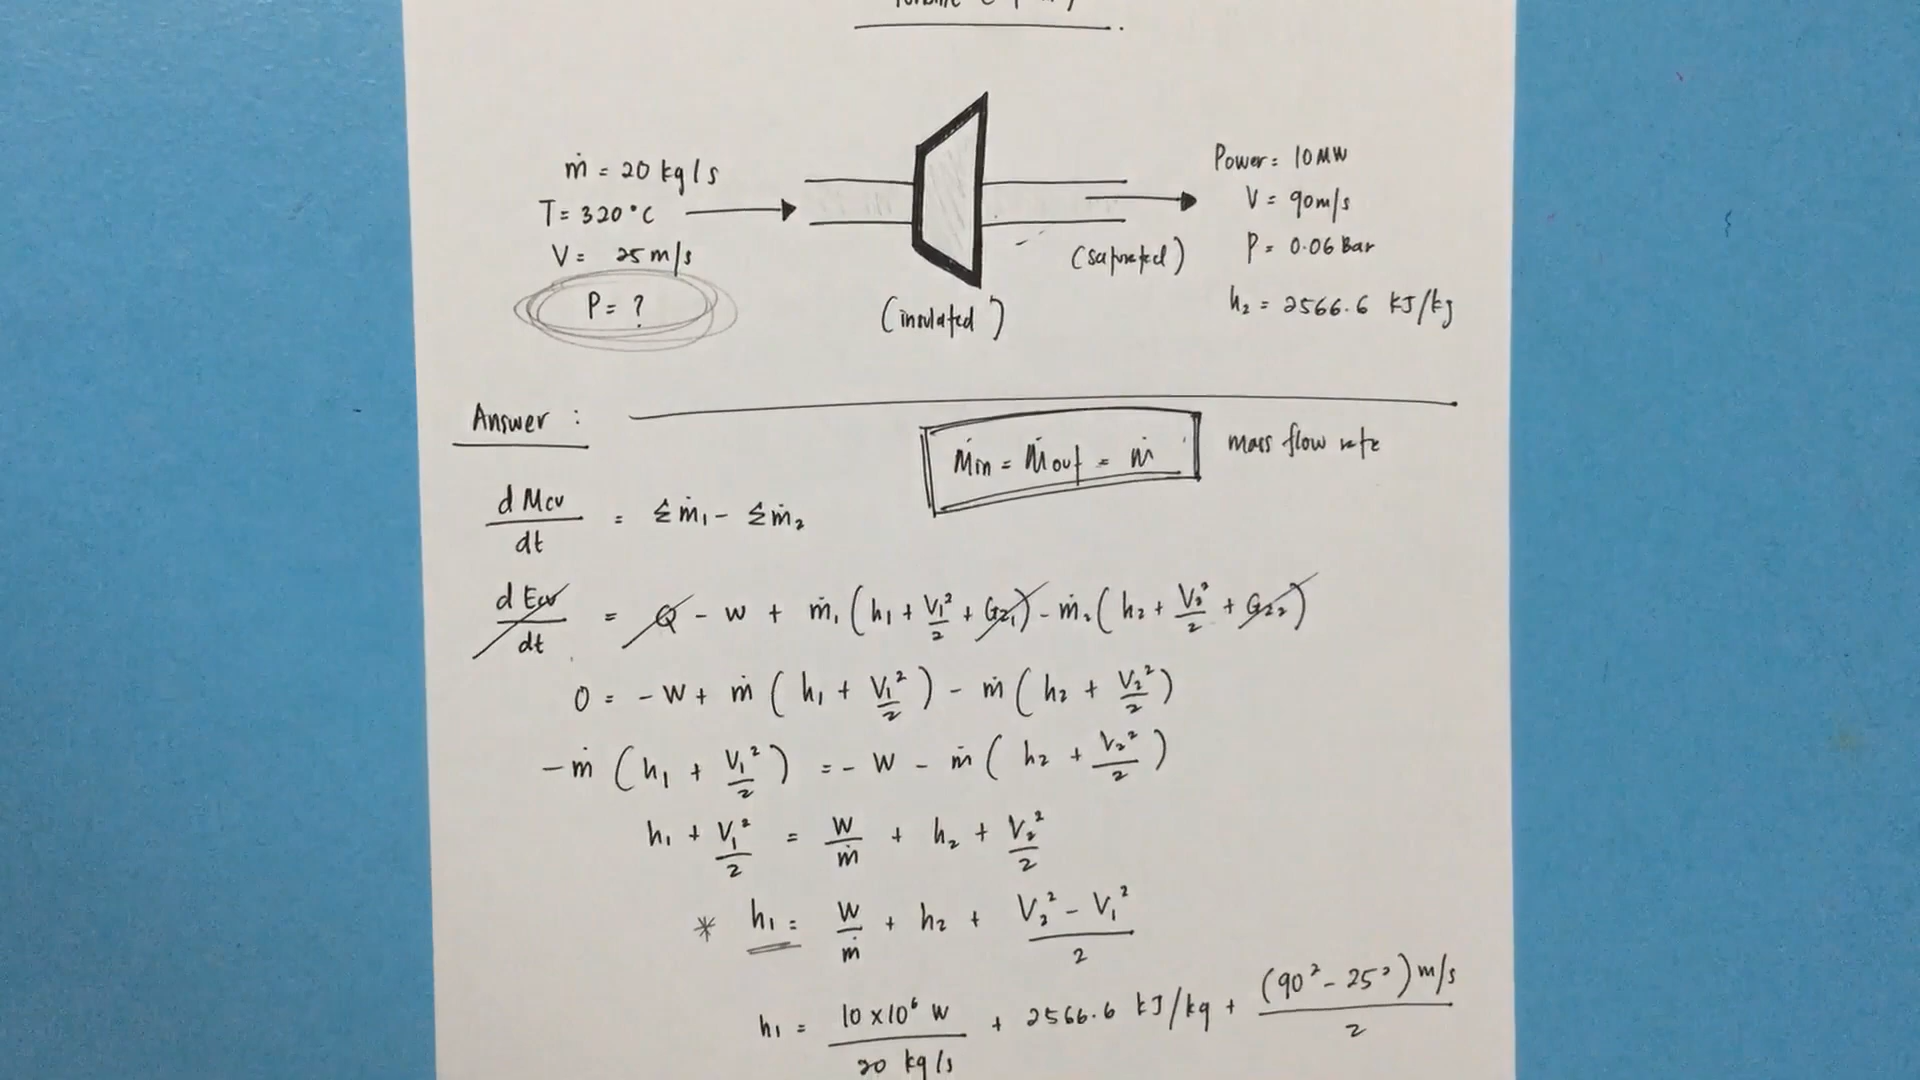 ṁ = 20 kg/s
T = 320°C
V = 25 m/s
P = ?
(insulated)
(saturated)
Power = 10 MW
V = 90 m/s
P = 0.06 Bar
h₂ = 2566.6 kJ/kg
Answer :
Ṁin = Ṁout = ṁ
mass flow rate
dMcv/dt = Σṁ₁ - Σṁ₂
dEcv/dt = Q - W + ṁ₁(h₁ + V₁²/2 + Gz₁) - ṁ₂(h₂ + V₂²/2 + Gz₂)
0 = - W + ṁ(h₁ + V₁²/2) - ṁ(h₂ + V₂²/2)
-ṁ(h₁ + V₁²/2) = - W - ṁ(h₂ + V₂²/2)
h₁ + V₁²/2 = W/ṁ + h₂ + V₂²/2
* h₁ = W/ṁ + h₂ + (V₂² - V₁²)/2
h₁ = 10 x 10⁶ W/20 kg/s + 2566.6 kJ/kg + (90² - 25²) m/s/2